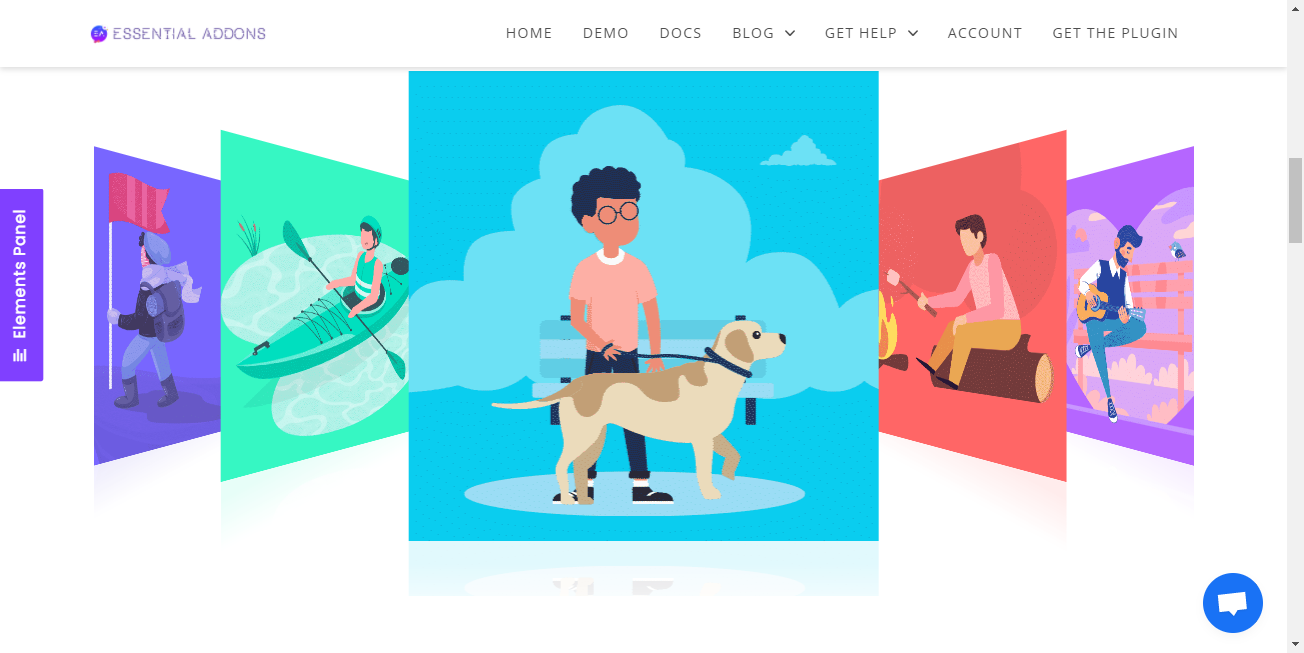 EA ESSENTIAL ADDONS
HOME DEMO DOCS BLOG GET HELP ACCOUNT GET THE PLUGIN
Elements Panel